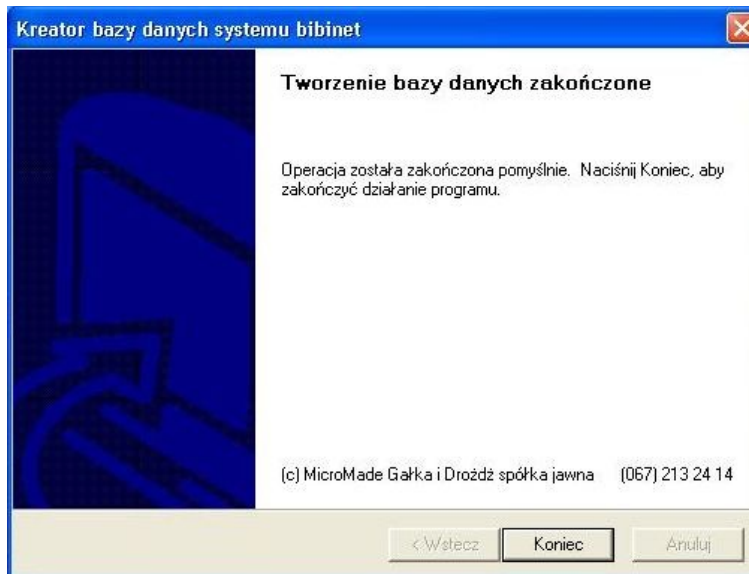 Kreator bazy danych systemu bibinet
Tworzenie bazy danych zakończone
Operacja została zakończona pomyślnie. Naciśnij Koniec, aby
zakończyć działanie programu.
(c) MicroMade Gałka i Drożdż spółka jawna (067) 213 24 14
< Wstecz Koniec Anuluj